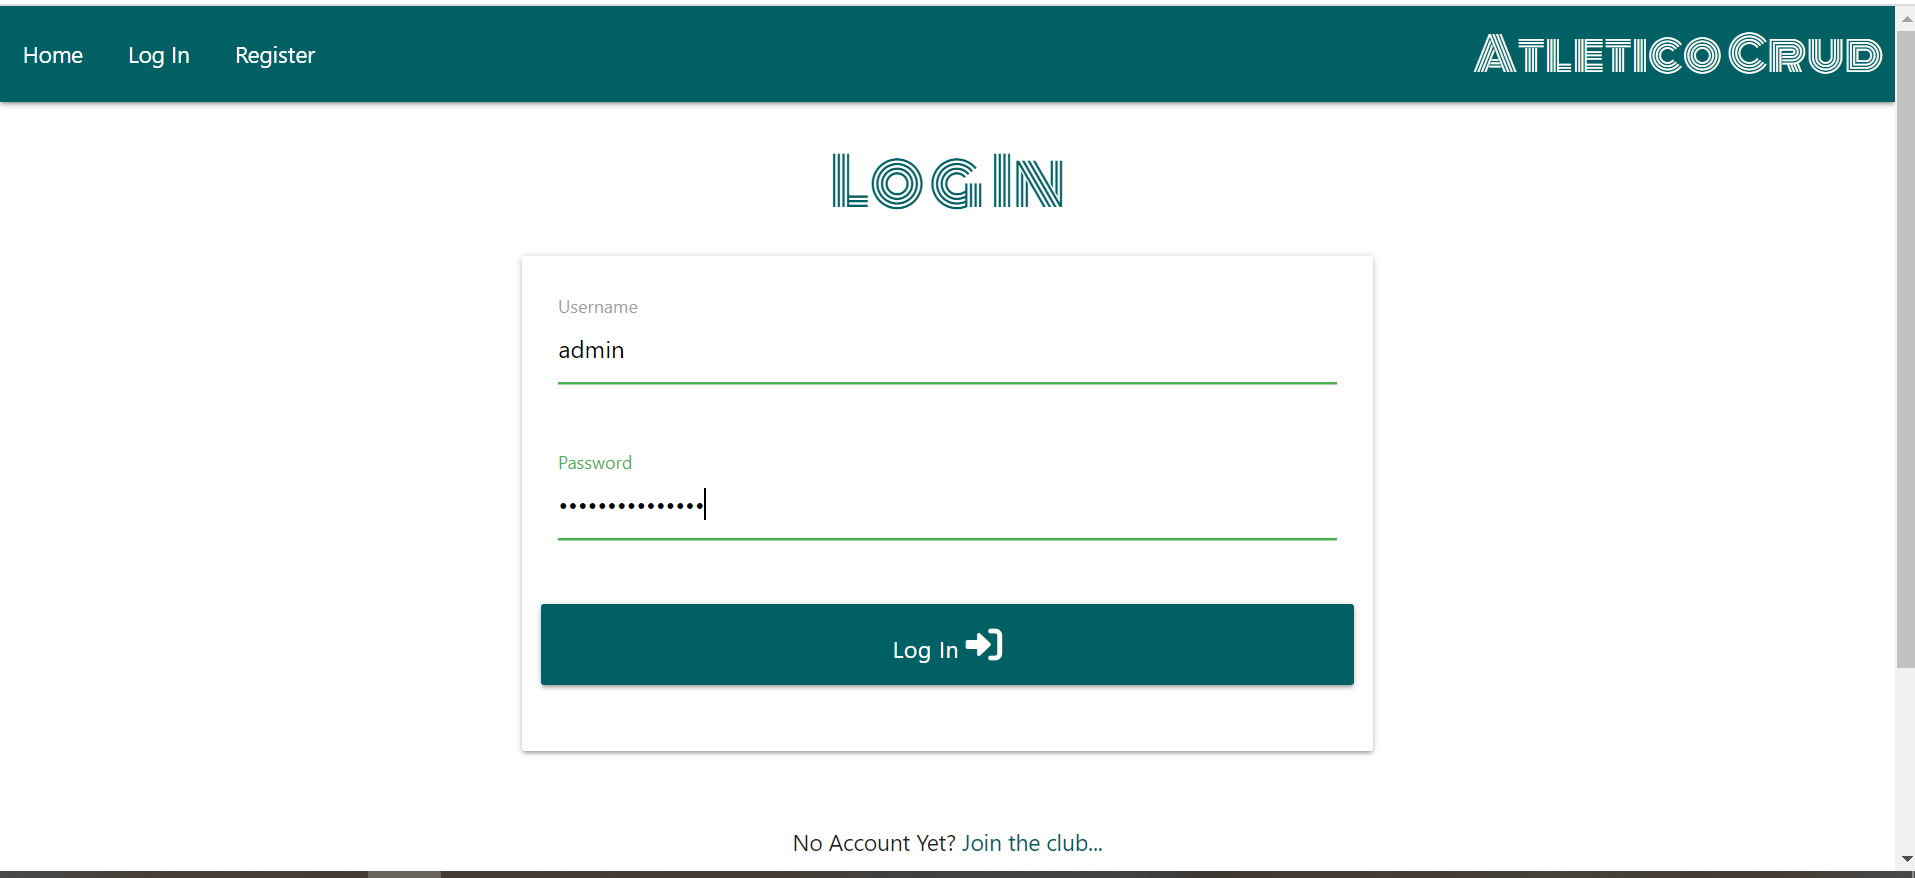 Home Log In Register Atletico Crud
Log In
Username
admin
Password
•••••••••••••••
Log In
No Account Yet? Join the club...